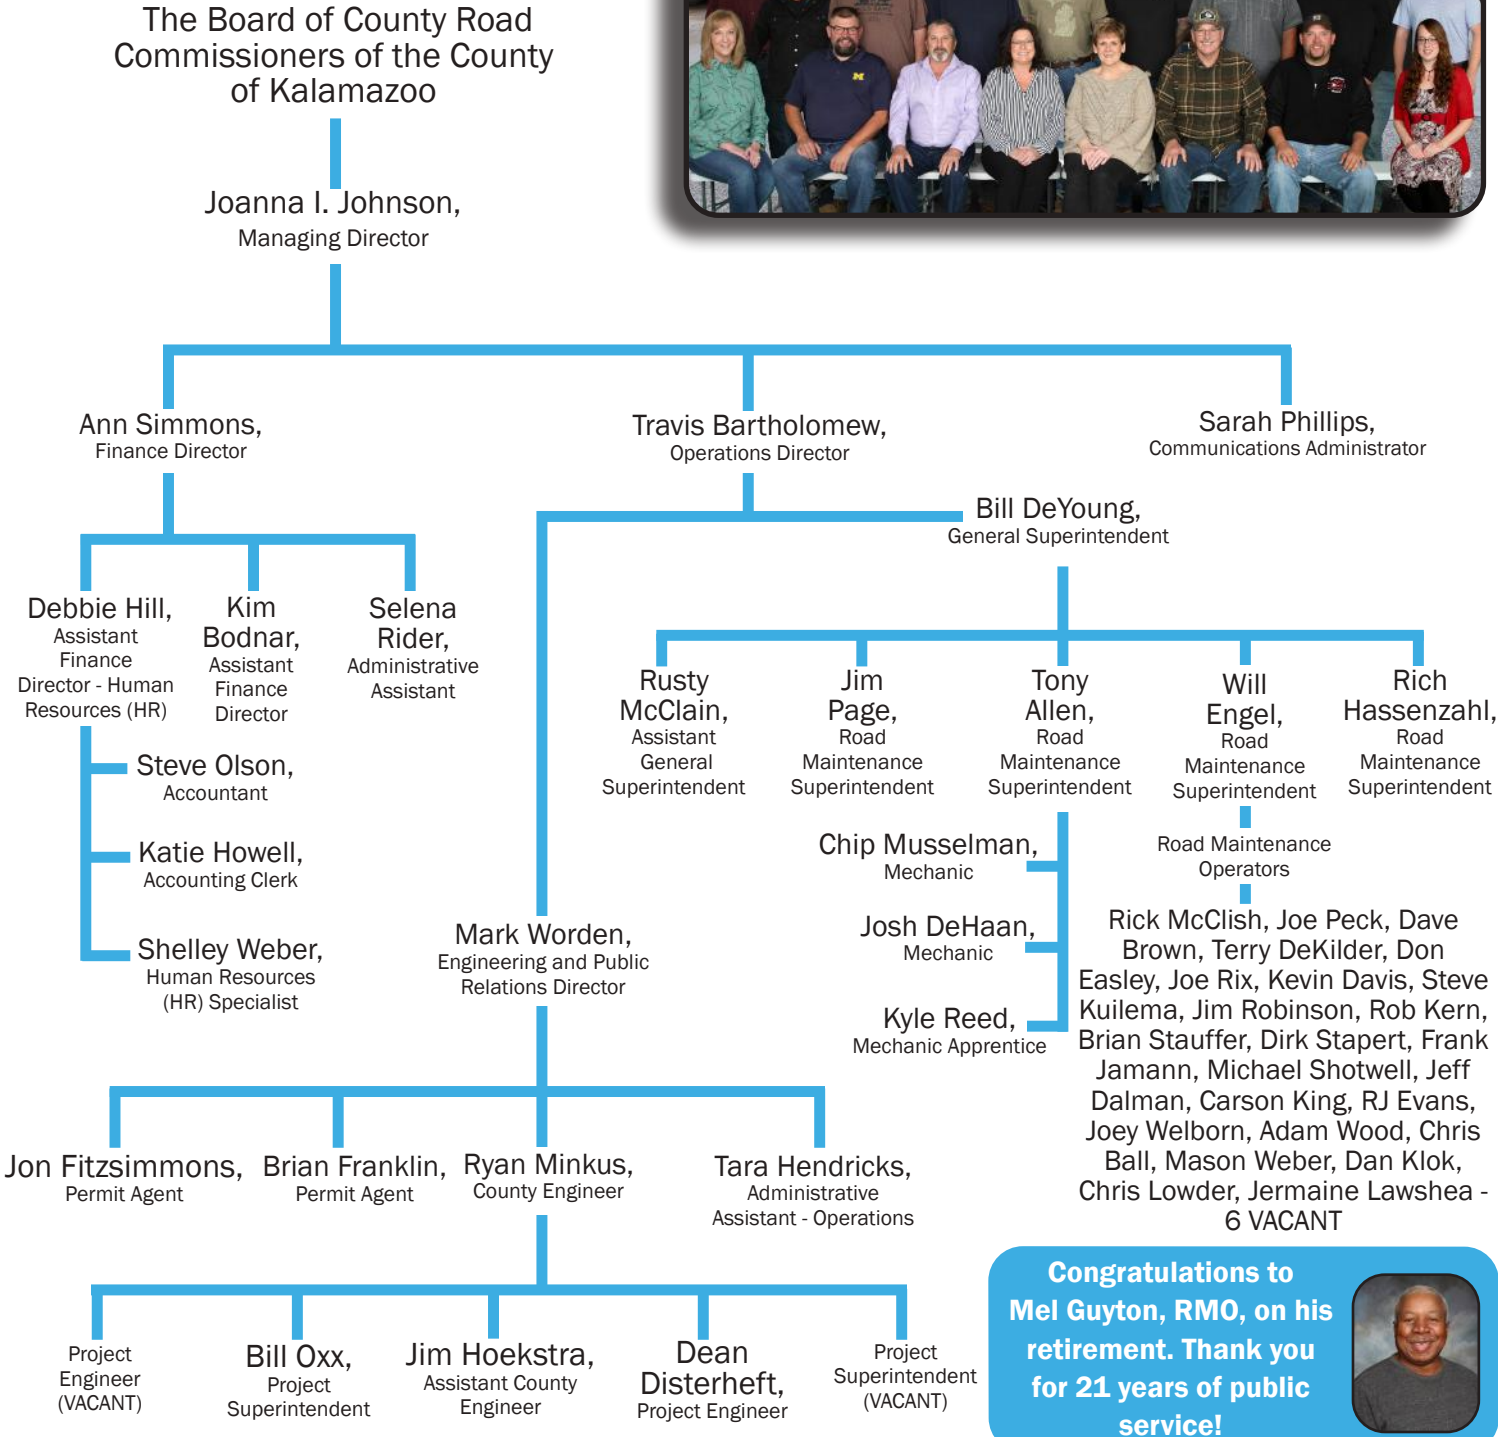 The Board of County Road
Commissioners of the County
of Kalamazoo
Joanna I. Johnson,
Managing Director
Ann Simmons,
Finance Director
Travis Bartholomew,
Operations Director
Sarah Phillips,
Communications Administrator
Bill DeYoung,
General Superintendent
Debbie Hill,
Assistant
Finance
Director - Human
Resources (HR)
Kim
Bodnar,
Assistant
Finance
Director
Selena
Rider,
Administrative
Assistant
Steve Olson,
Accountant
Katie Howell,
Accounting Clerk
Shelley Weber,
Human Resources
(HR) Specialist
Rusty
McClain,
Assistant
General
Superintendent
Jim
Page,
Road
Maintenance
Superintendent
Tony
Allen,
Road
Maintenance
Superintendent
Will
Engel,
Road
Maintenance
Superintendent
Rich
Hassenzahl,
Road
Maintenance
Superintendent
Chip Musselman,
Mechanic
Josh DeHaan,
Mechanic
Kyle Reed,
Mechanic Apprentice
Road Maintenance
Operators
Rick McClish, Joe Peck, Dave
Brown, Terry DeKilder, Don
Easley, Joe Rix, Kevin Davis, Steve
Kuilema, Jim Robinson, Rob Kern,
Brian Stauffer, Dirk Stapert, Frank
Jamann, Michael Shotwell, Jeff
Dalman, Carson King, RJ Evans,
Joey Welborn, Adam Wood, Chris
Ball, Mason Weber, Dan Klok,
Chris Lowder, Jermaine Lawshea -
6 VACANT
Mark Worden,
Engineering and Public
Relations Director
Jon Fitzsimmons,
Permit Agent
Brian Franklin,
Permit Agent
Ryan Minkus,
County Engineer
Tara Hendricks,
Administrative
Assistant - Operations
Project
Engineer
(VACANT)
Bill Oxx,
Project
Superintendent
Jim Hoekstra,
Assistant County
Engineer
Dean
Disterheft,
Project Engineer
Project
Superintendent
(VACANT)
Congratulations to
Mel Guyton, RMO, on his
retirement. Thank you
for 21 years of public
service!